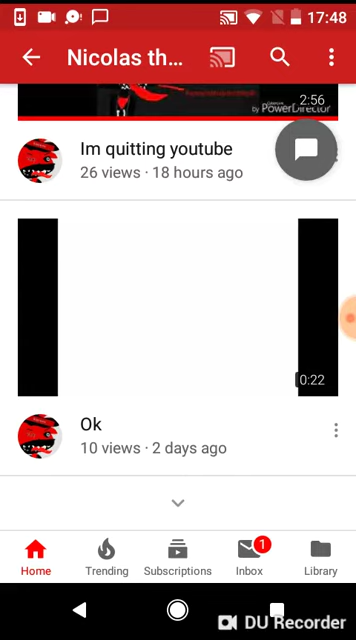 17:48
Nicolas th...
2:56
by PowerDirector
Im quitting youtube
26 views · 18 hours ago
0:22
Ok
10 views · 2 days ago
1
Home
Trending
Subscriptions
Inbox
Library
DU Recorder